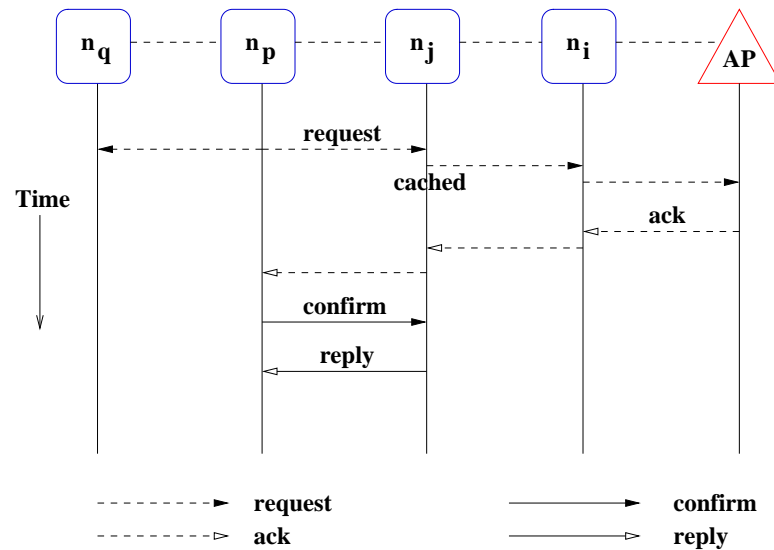 n_q n_p n_j n_i AP
request
cached
Time
ack
confirm
reply
request confirm
ack reply